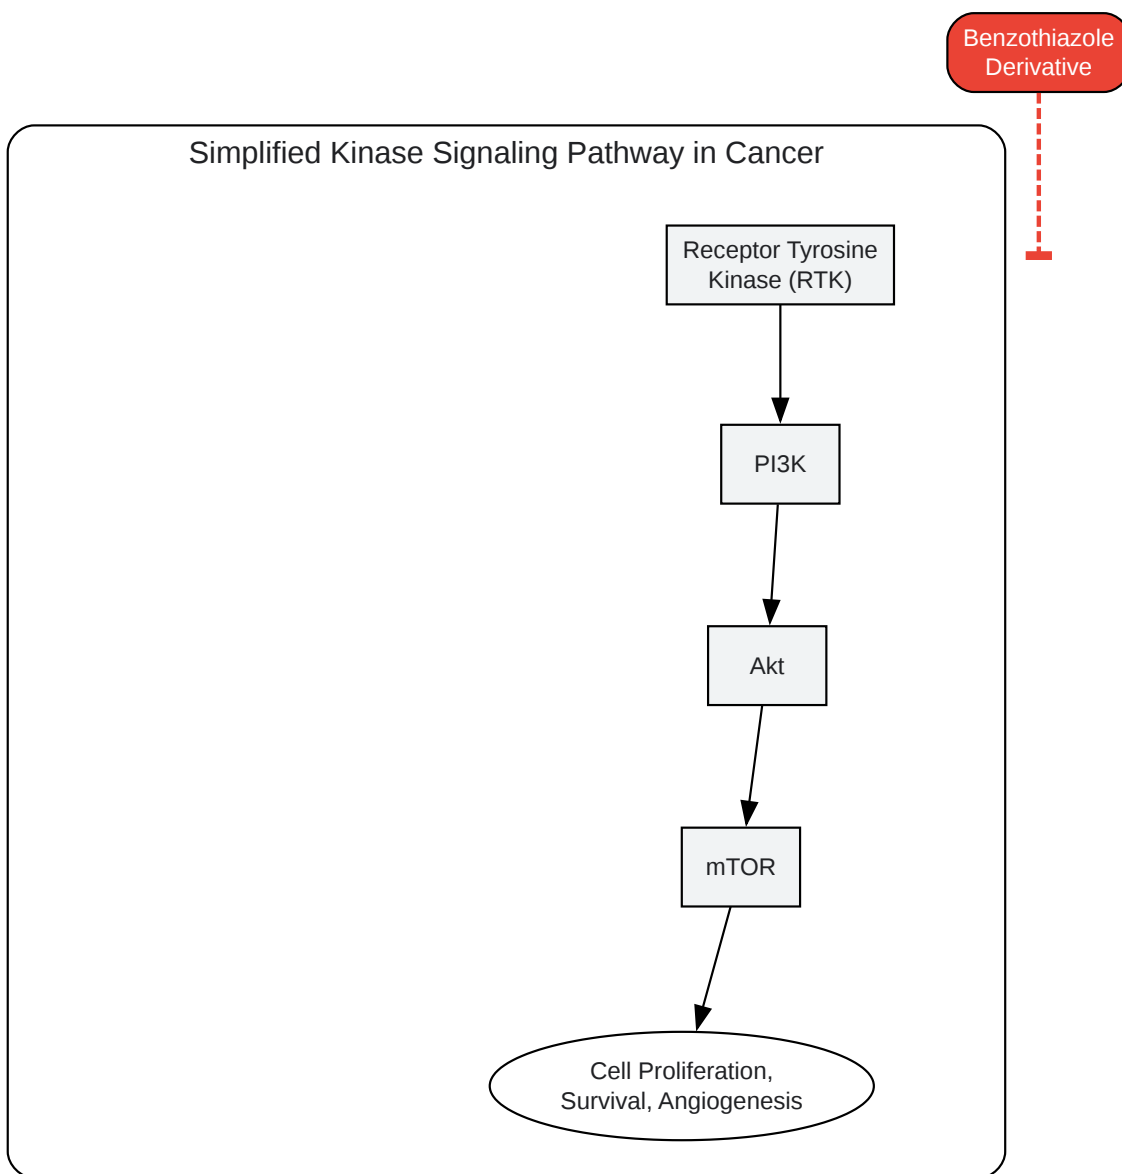 Benzothiazole
Derivative
Simplified Kinase Signaling Pathway in Cancer
Receptor Tyrosine
Kinase (RTK)
PI3K
Akt
mTOR
Cell Proliferation,
Survival, Angiogenesis